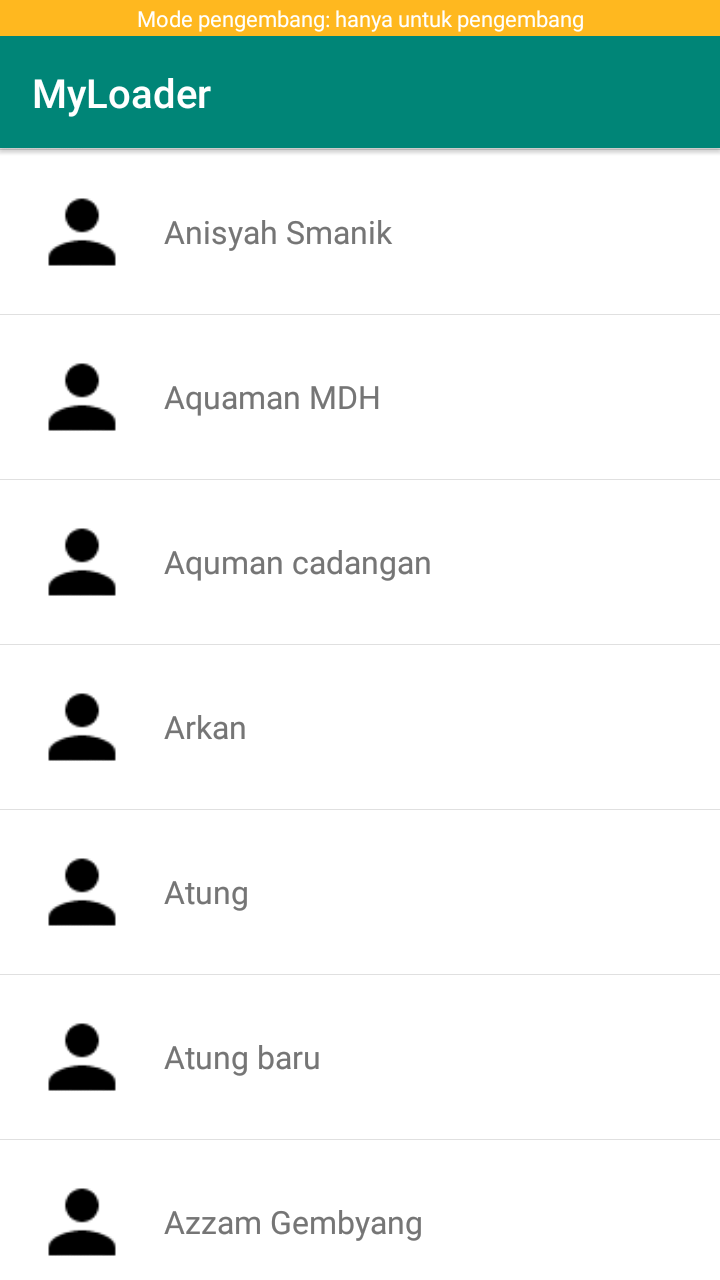 Mode pengembang: hanya untuk pengembang
MyLoader
Anisyah Smanik
Aquaman MDH
Aquman cadangan
Arkan
Atung
Atung baru
Azzam Gembyang